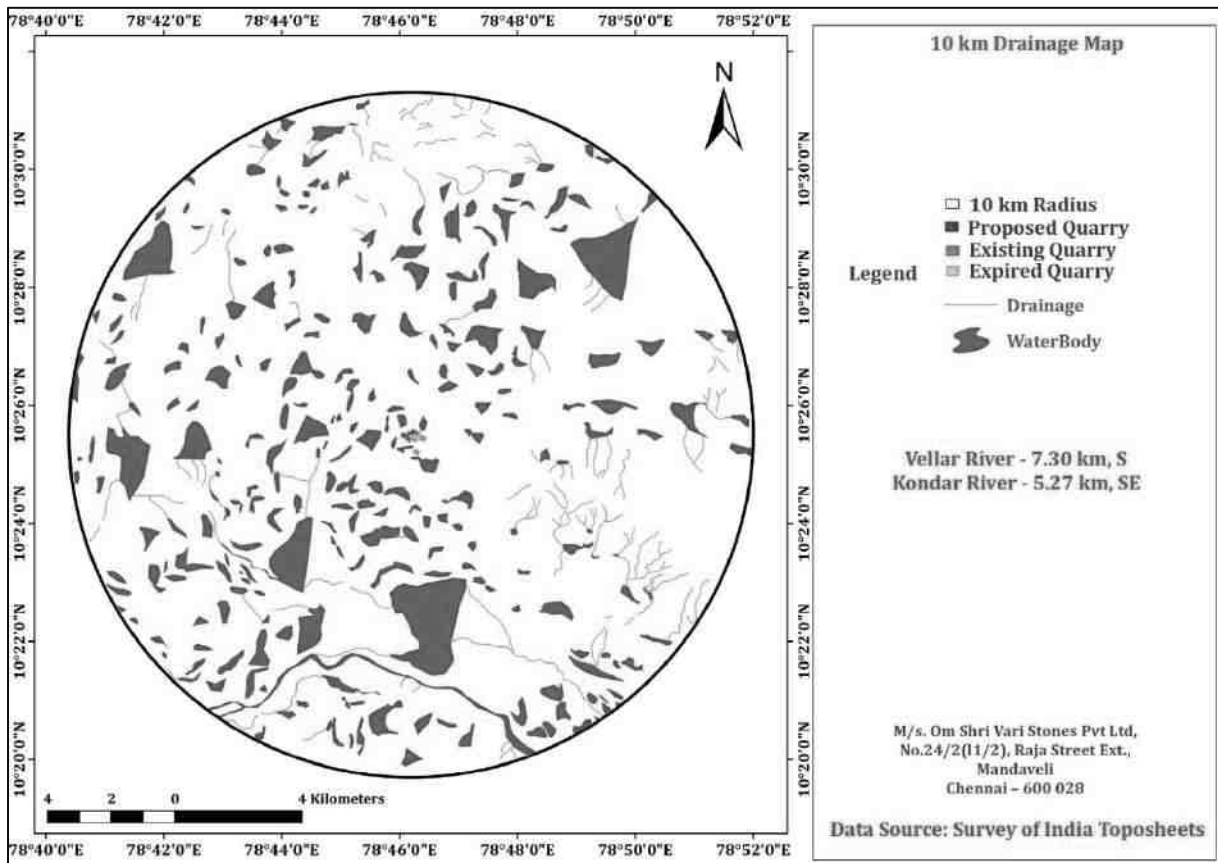 78°40'0"E 78°42'0"E 78°44'0"E 78°46'0"E 78°48'0"E 78°50'0"E 78°52'0"E
10 km Drainage Map
N
10°30'0"N 10°30'0"N
10 km Radius
Proposed Quarry
10°28'0"N 10°28'0"N
Existing Quarry
Legend
Expired Quarry
Drainage
WaterBody
10°26'0"N 10°26'0"N
Vellar River - 7.30 km, S
Kondar River - 5.27 km, SE
10°24'0"N 10°24'0"N
10°22'0"N 10°22'0"N
10°20'0"N 10°20'0"N
M/s. Om Shri Vari Stones Pvt Ltd,
No.24/2(I1/2), Raja Street Ext.,
Mandaveli
Chennai – 600 028
4 2 0 4 Kilometers
Data Source: Survey of India Toposheets
78°40'0"E 78°42'0"E 78°44'0"E 78°46'0"E 78°48'0"E 78°50'0"E 78°52'0"E